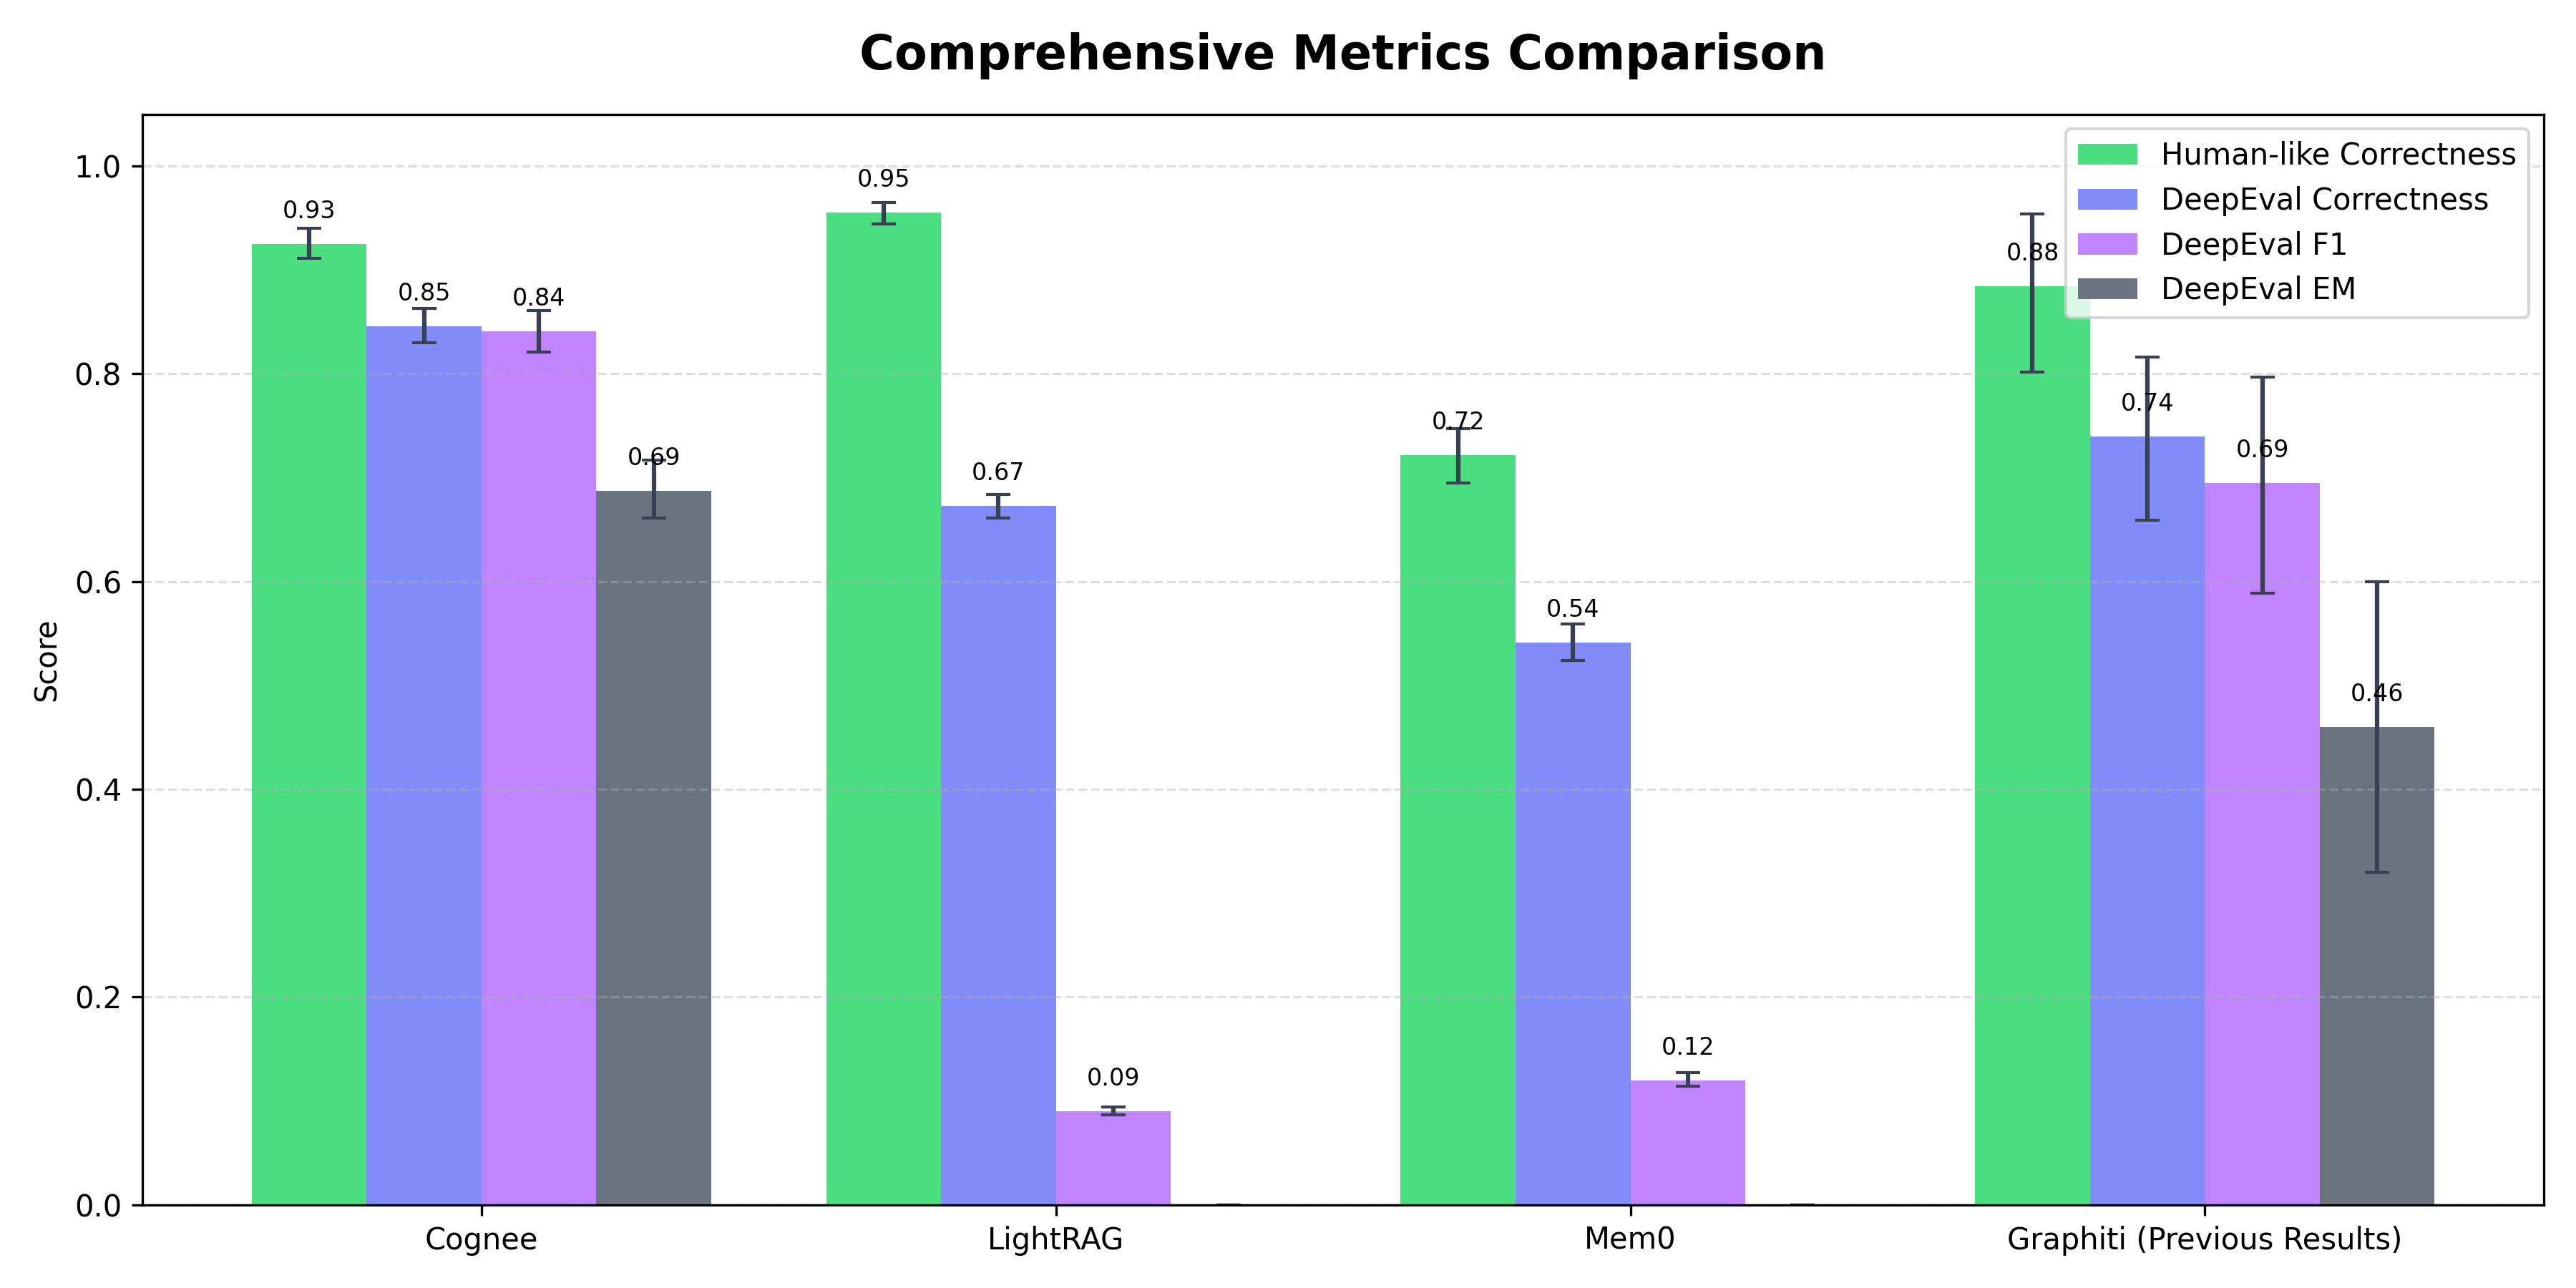 Comprehensive Metrics Comparison
Human-like Correctness
DeepEval Correctness
DeepEval F1
DeepEval EM
Score
1.0
0.8
0.6
0.4
0.2
0.0
0.93
0.85
0.84
0.69
0.95
0.67
0.09
0.72
0.54
0.12
0.88
0.74
0.69
0.46
Cognee
LightRAG
Mem0
Graphiti (Previous Results)